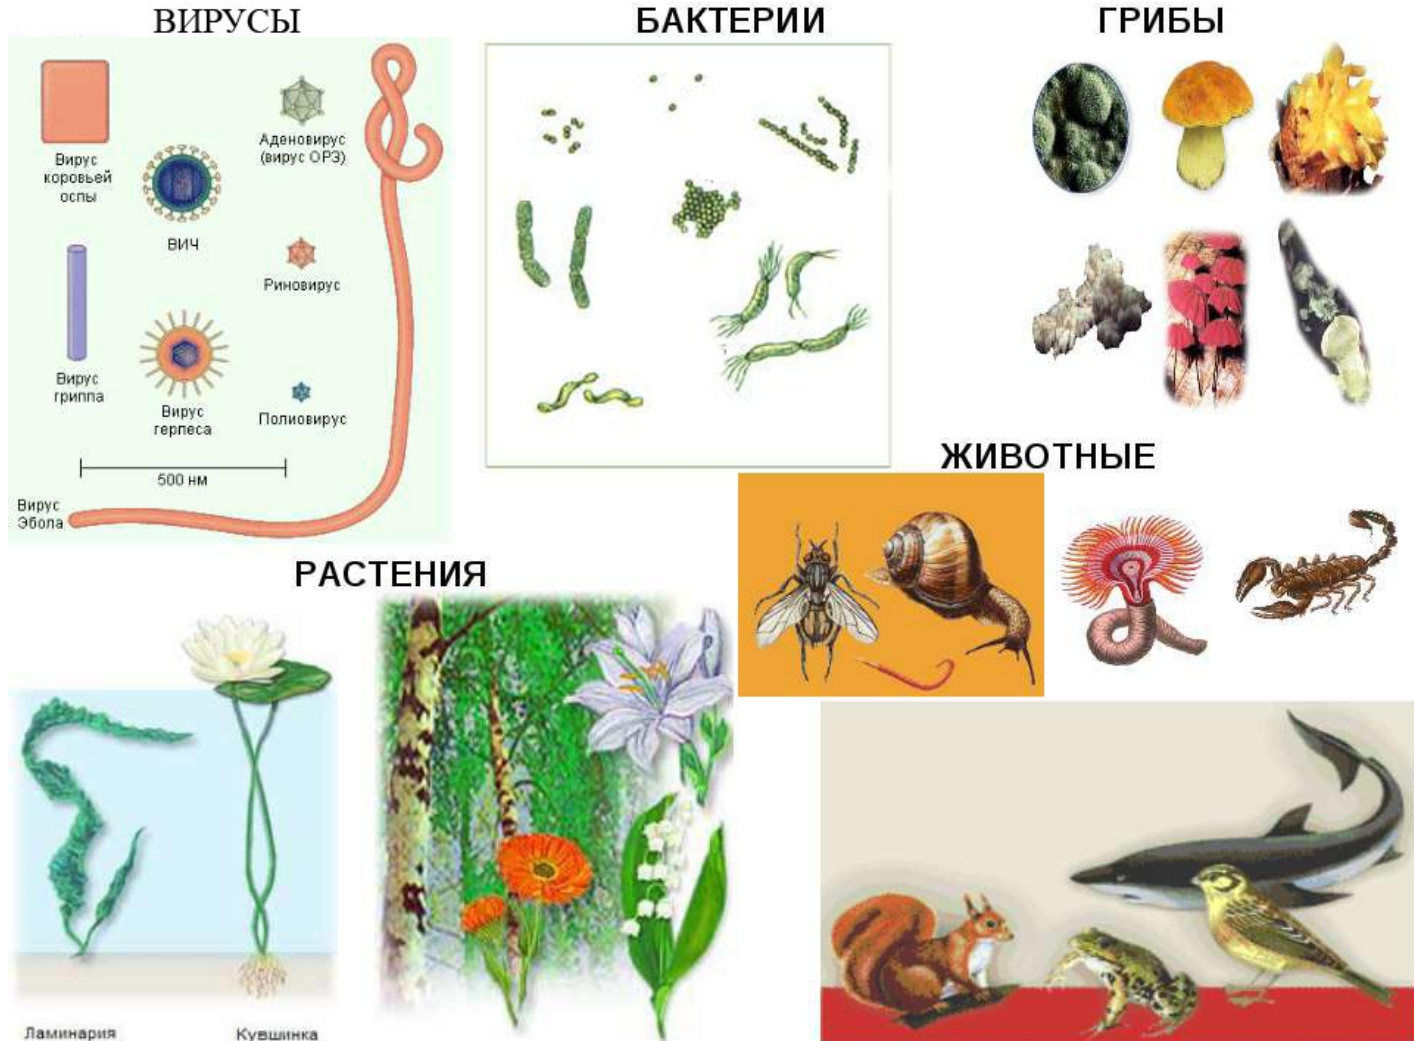 ВИРУСЫ
БАКТЕРИИ
ГРИБЫ
Вирус
коровьей
оспы
Аденовирус
(вирус ОРЗ)
ВИЧ
Риновирус
Вирус
гриппа
Вирус
герпеса
Полиовирус
500 нм
Вирус
Эбола
ЖИВОТНЫЕ
РАСТЕНИЯ
Ламинария
Кувшинка